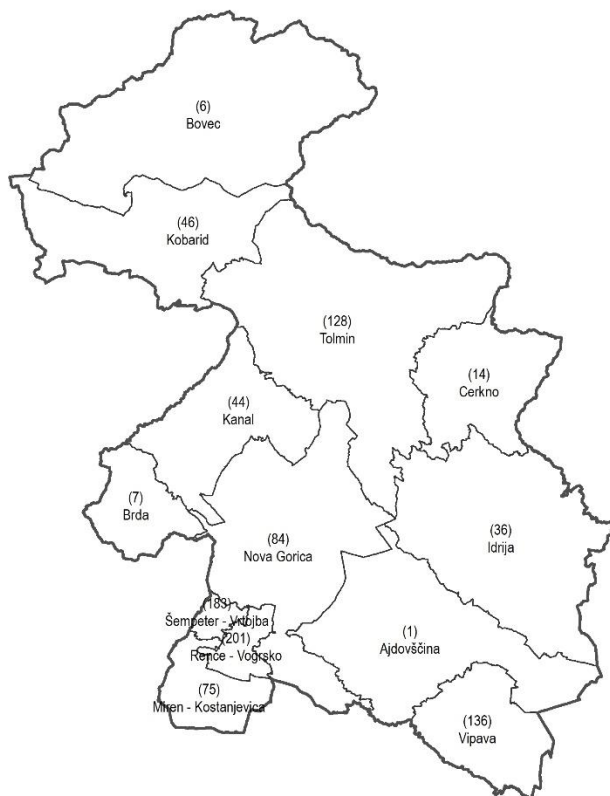 (6)
Bovec
(46)
Kobarid
(128)
Tolmin
(14)
Cerkno
(44)
Kanal
(7)
Brda
(84)
Nova Gorica
(36)
Idrija
(183)
Šempeter - Vrtojba
(201)
Renče - Vogrsko
(1)
Ajdovščina
(75)
Miren - Kostanjevica
(136)
Vipava